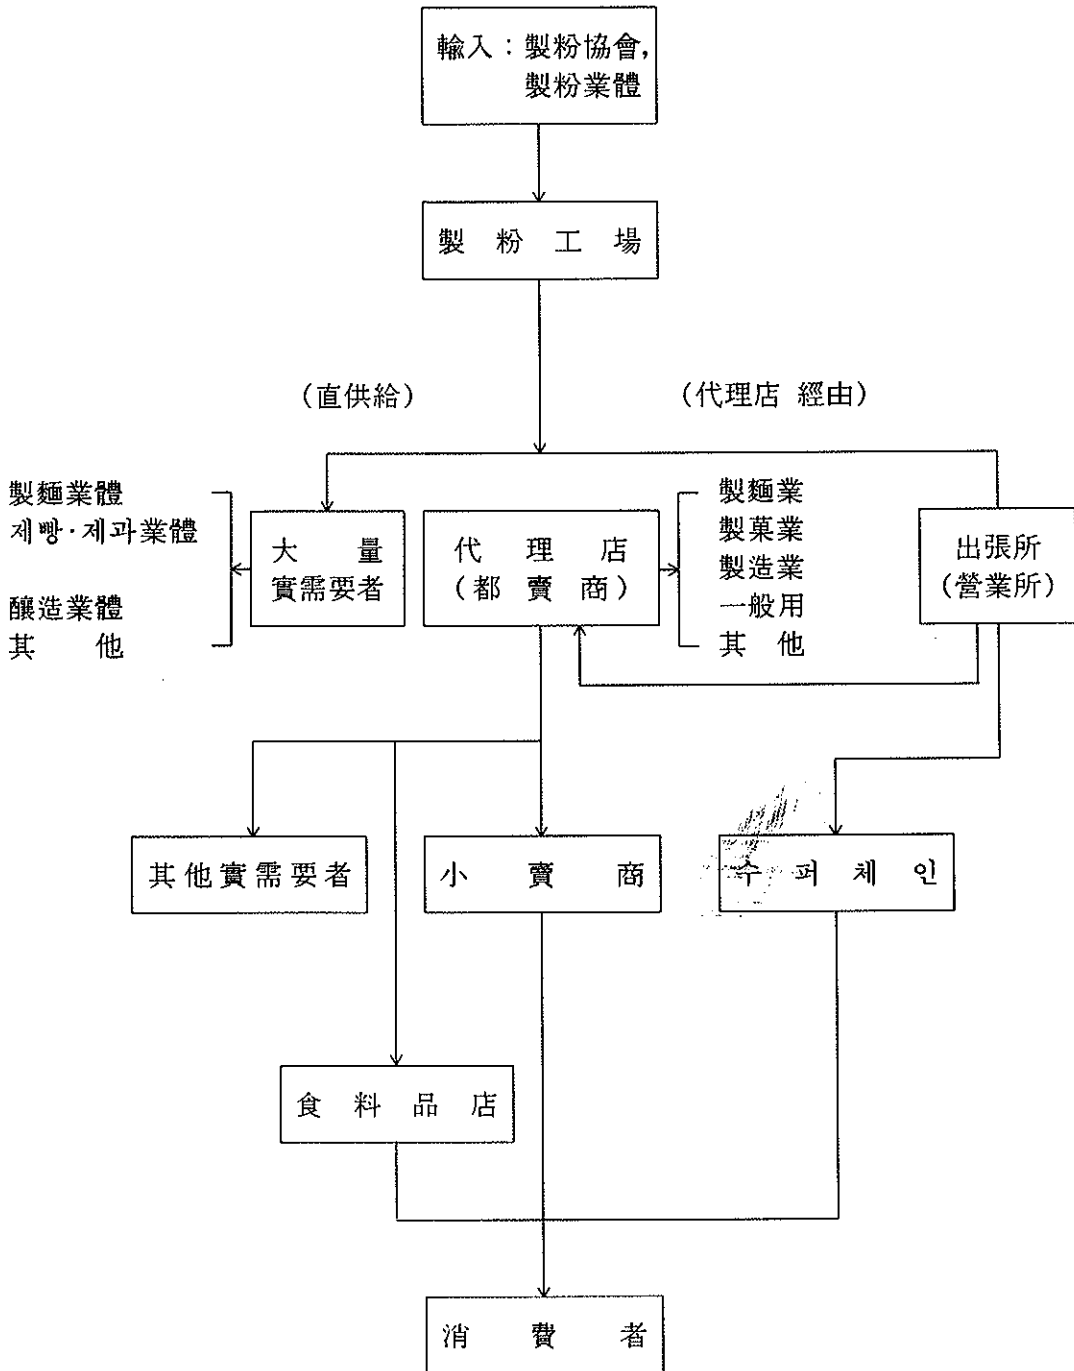 輸入：製粉協會,
製粉業體
製粉工場
(直供給)
(代理店 經由)
製麵業體
제빵·제과業體
釀造業體
其他
大量
實需要者
代理店
(都賣商)
製麵業
製菓業
製造業
一般用
其他
出張所
(營業所)
其他實需要者
小賣商
수퍼체인
食料品店
消費者